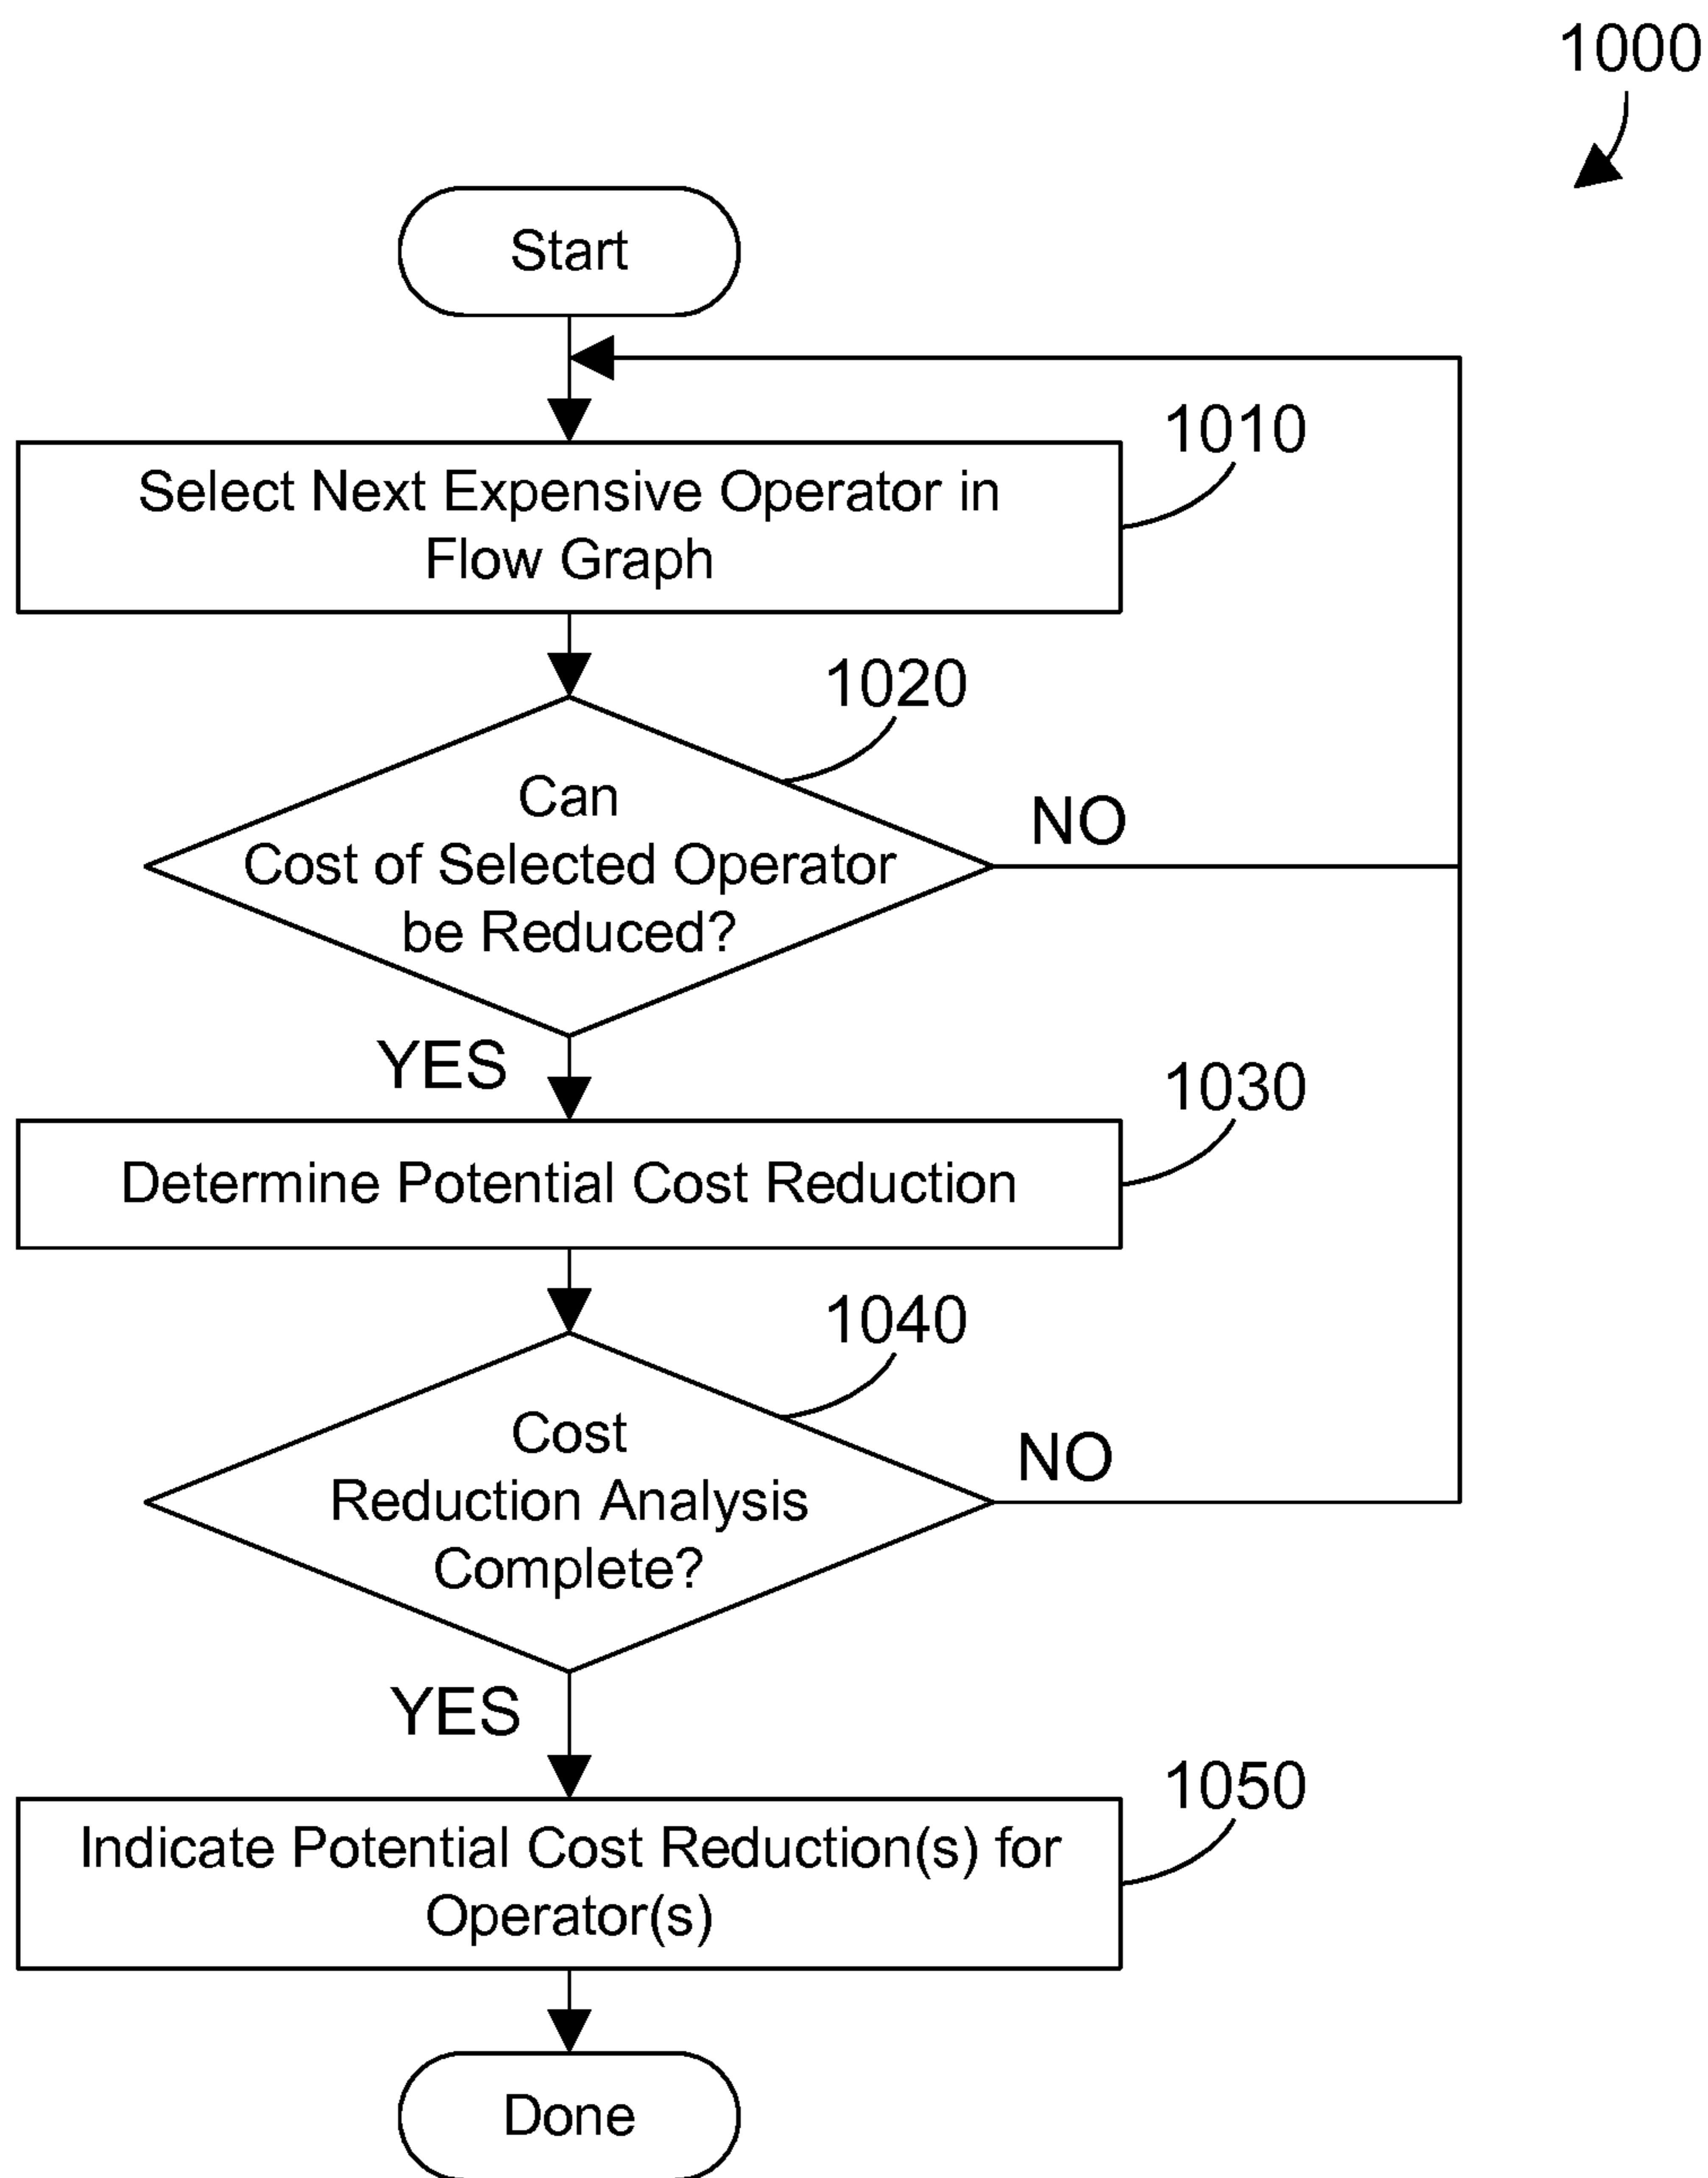 1000
Start
1010
Select Next Expensive Operator in
Flow Graph
1020
Can
Cost of Selected Operator
be Reduced?
NO
YES
1030
Determine Potential Cost Reduction
1040
Cost
Reduction Analysis
Complete?
NO
YES
1050
Indicate Potential Cost Reduction(s) for
Operator(s)
Done